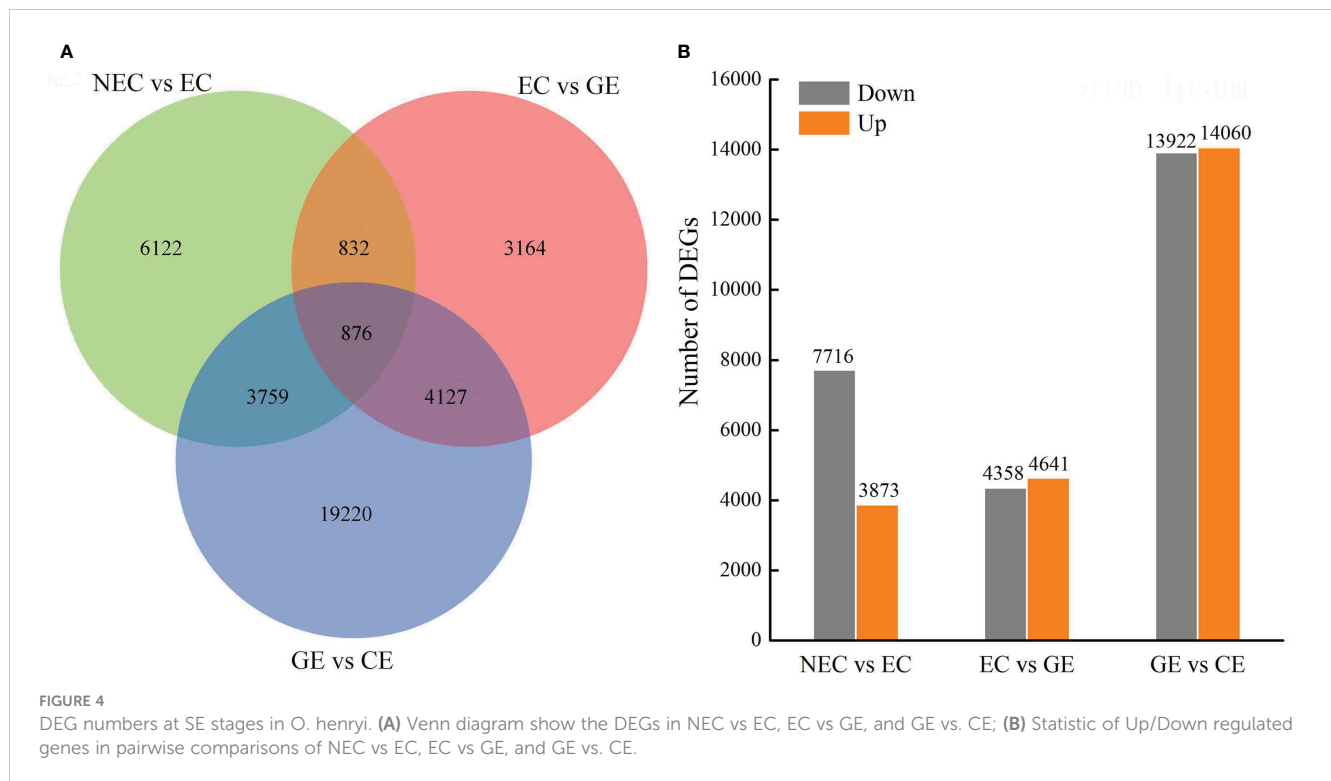 A
NEC vs EC
EC vs GE
6122
832
3164
876
3759
4127
19220
GE vs CE
B
Down
Up
Number of DEGs
16000
14000
12000
10000
8000
6000
4000
2000
0
7716
3873
4358
4641
13922
14060
NEC vs EC
EC vs GE
GE vs CE
FIGURE 4
DEG numbers at SE stages in O. henryi. (A) Venn diagram show the DEGs in NEC vs EC, EC vs GE, and GE vs. CE; (B) Statistic of Up/Down regulated
genes in pairwise comparisons of NEC vs EC, EC vs GE, and GE vs. CE.